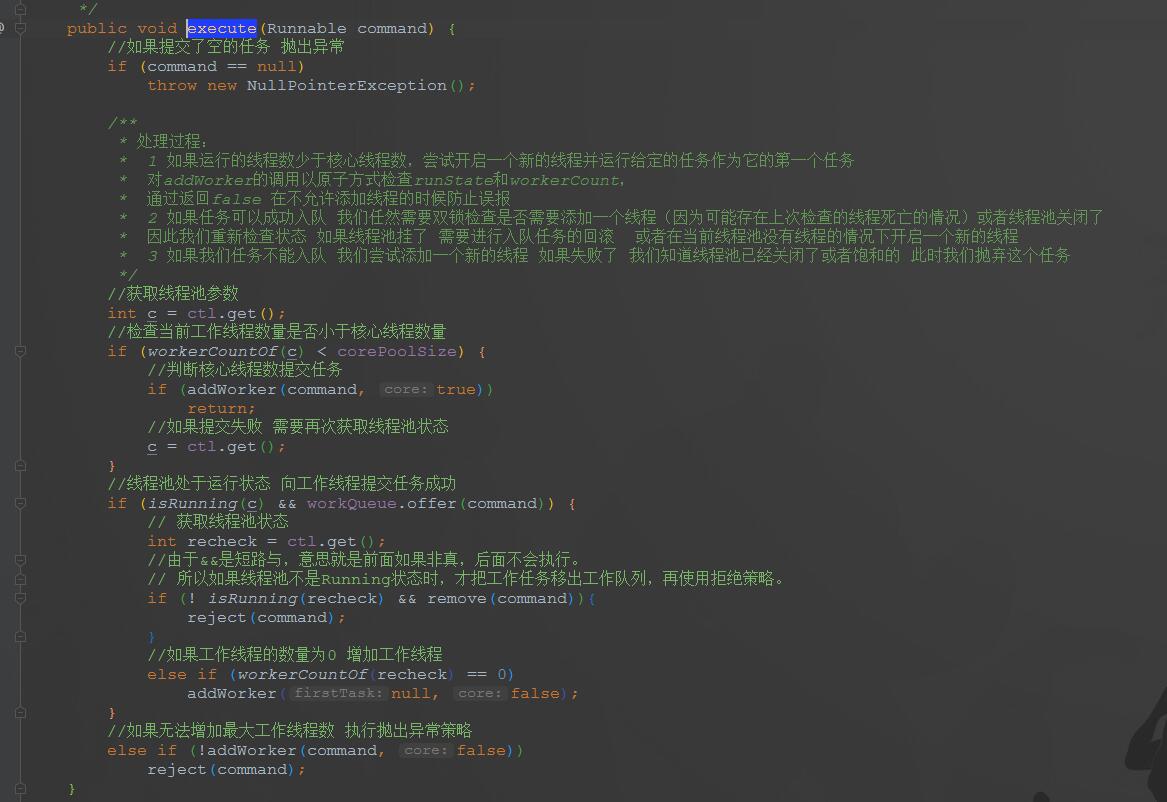 */
public void execute(Runnable command) {
//如果提交了空的任务 抛出异常
if (command == null)
throw new NullPointerException();
/**
* 处理过程:
* 1 如果运行的线程数少于核心线程数，尝试开启一个新的线程并运行给定的任务作为它的第一个任务
* 对addWorker的调用以原子方式检查runState和workerCount，
* 通过返回false 在不允许添加线程的时候防止误报
* 2 如果任务可以成功入队 我们任然需要双锁检查是否需要添加一个线程（因为可能存在上次检查的线程死亡的情况）或者线程池关闭了
* 因此我们重新检查状态 如果线程池挂了 需要进行入队任务的回滚 或者在当前线程池没有线程的情况下开启一个新的线程
* 3 如果我们任务不能入队 我们尝试添加一个新的线程 如果失败了 我们知道线程池已经关闭了或者饱和的 此时我们抛弃这个任务
*/
//获取线程池参数
int c = ctl.get();
//检查当前工作线程数量是否小于核心线程数量
if (workerCountOf(c) < corePoolSize) {
//判断核心线程数提交任务
if (addWorker(command, core: true))
return;
//如果提交失败 需要再次获取线程池状态
c = ctl.get();
}
//线程池处于运行状态 向工作线程提交任务成功
if (isRunning(c) && workQueue.offer(command)) {
// 获取线程池状态
int recheck = ctl.get();
//由于&&是短路与，意思就是前面如果非真，后面不会执行。
// 所以如果线程池不是Running状态时，才把工作任务移出工作队列，再使用拒绝策略。
if (! isRunning(recheck) && remove(command)){
reject(command);
}
//如果工作线程的数量为0 增加工作线程
else if (workerCountOf(recheck) == 0)
addWorker( firstTask: null, core: false);
}
//如果无法增加最大工作线程数 执行抛出异常策略
else if (!addWorker(command, core: false))
reject(command);
}